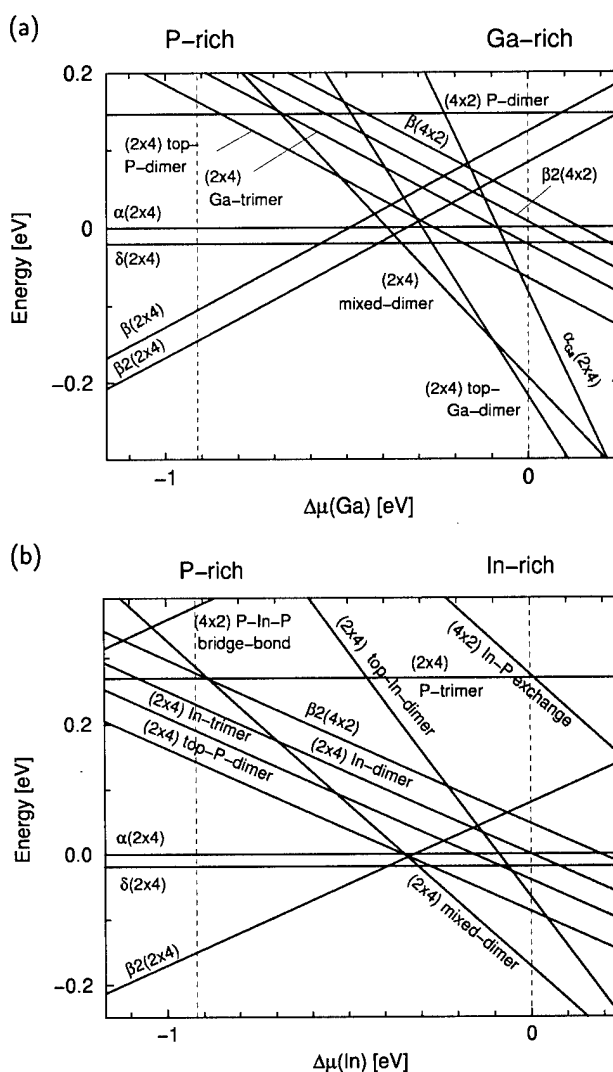 (a)
P–rich Ga–rich
0.2
0
−0.2
Energy [eV]
(4x2) P-dimer
β(4x2)
(2x4) top-
P-dimer
(2x4)
Ga-trimer
β2(4x2)
α(2x4)
δ(2x4)
(2x4)
mixed-dimer
β(2x4)
β2(2x4)
αGa(2x4)
(2x4) top-
Ga-dimer
−1 0
Δμ(Ga) [eV]
(b)
P–rich In–rich
0.2
0.0
−0.2
Energy [eV]
(4x2) P-In-P
bridge-bond
(2x4) top-In-dimer
(2x4)
P-trimer
(4x2) In-P exchange
β2(4x2)
(2x4) In-trimer
(2x4) In-dimer
(2x4) top-P-dimer
α(2x4)
δ(2x4)
β2(2x4)
(2x4) mixed-dimer
−1 0
Δμ(In) [eV]